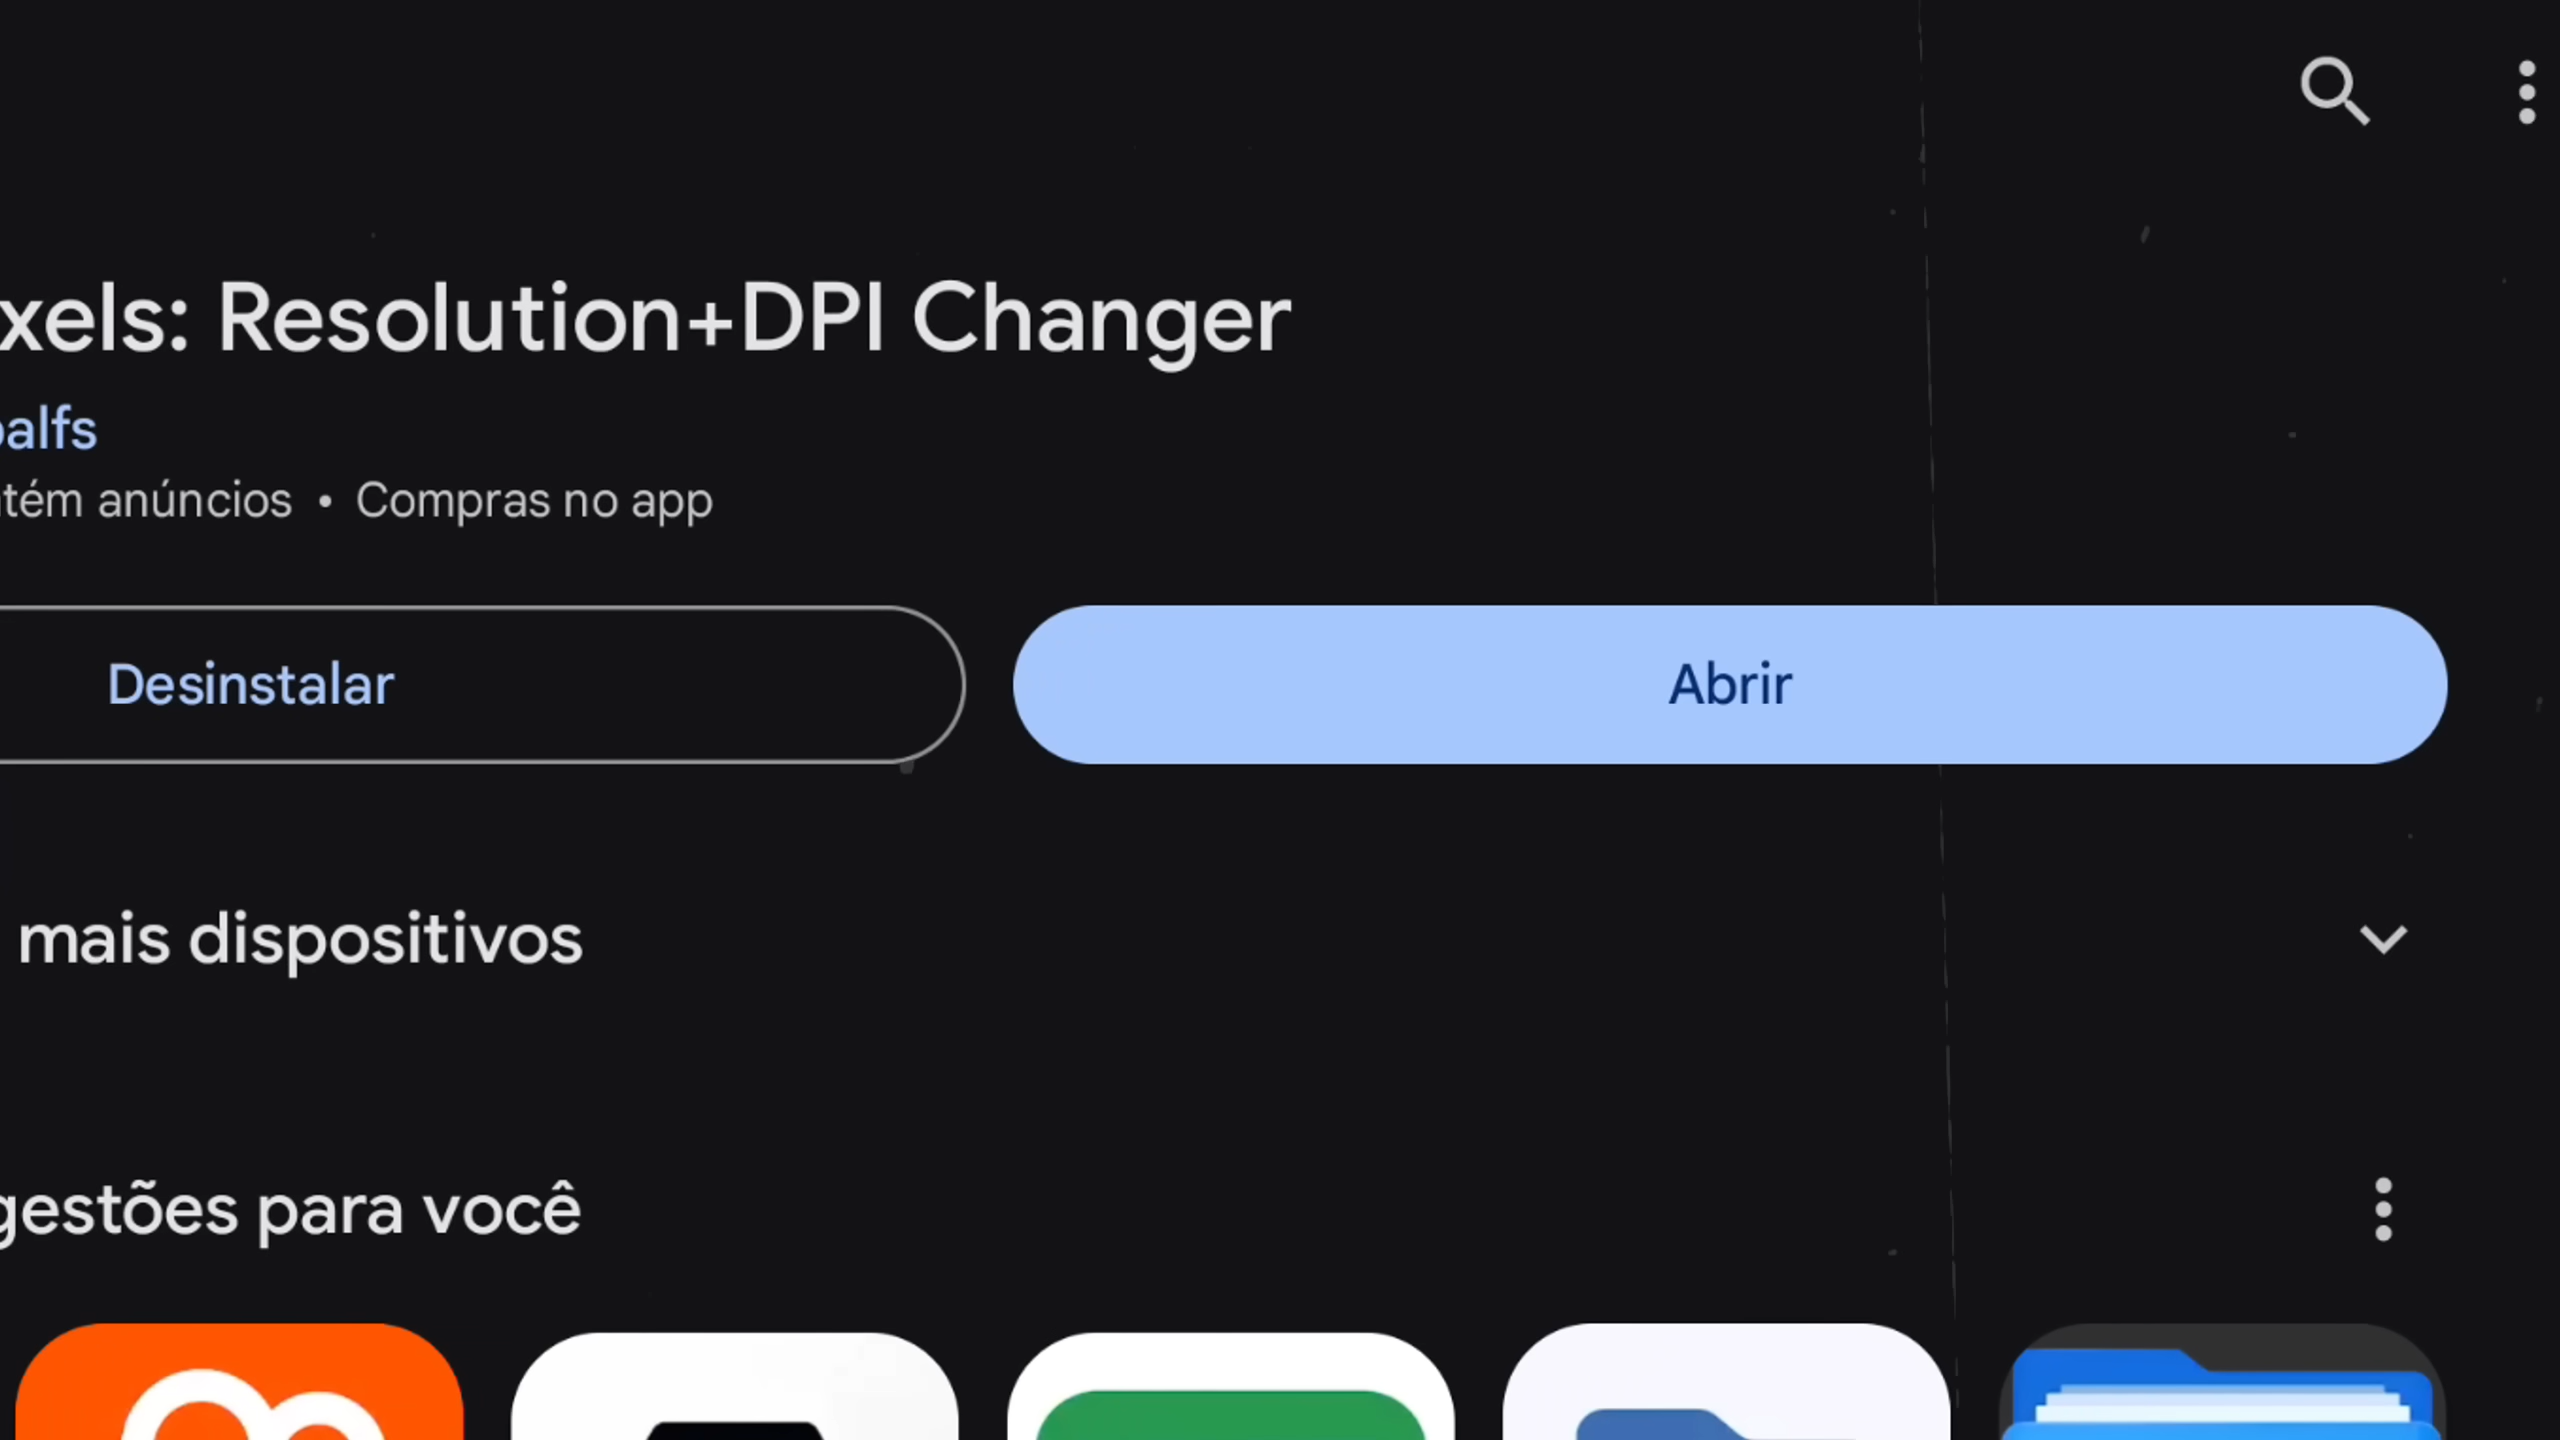 xels: Resolution+DPI Changer
alfs
tém anúncios • Compras no app
Desinstalar
Abrir
mais dispositivos
gestões para você